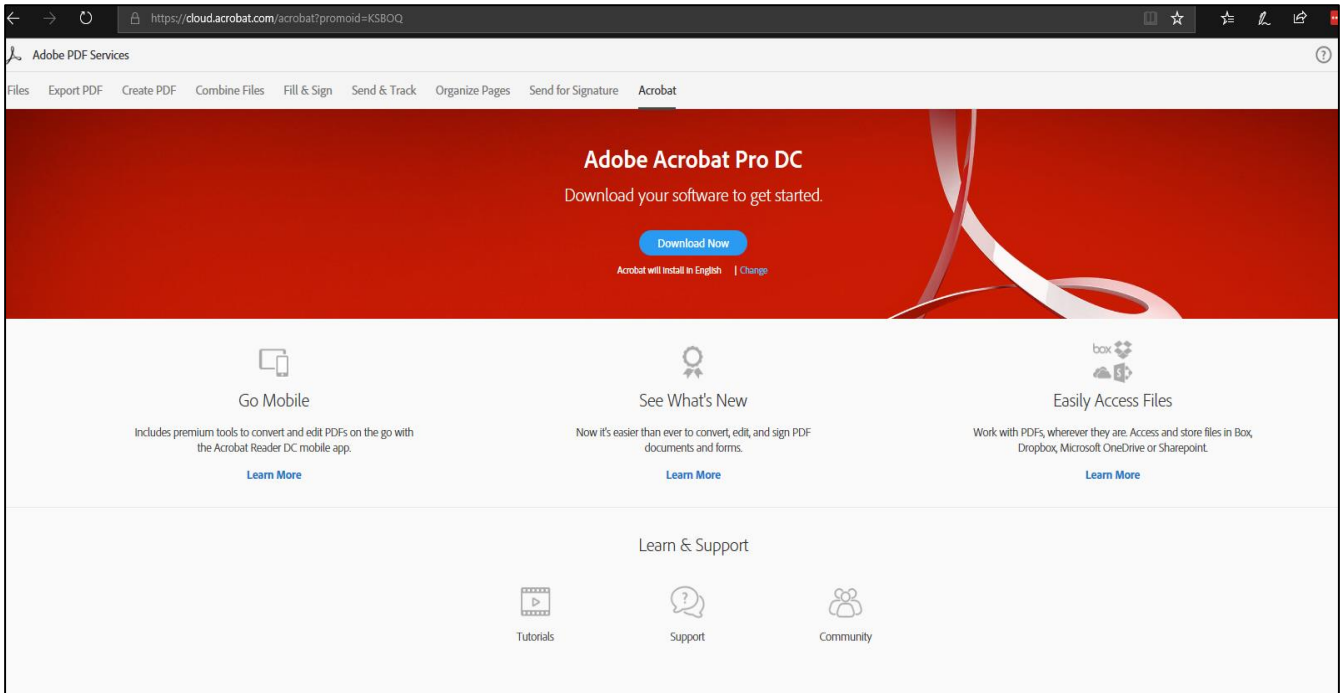 https://cloud.acrobat.com/acrobat?promoid=KSBOQ
Adobe PDF Services
Files Export PDF Create PDF Combine Files Fill & Sign Send & Track Organize Pages Send for Signature Acrobat
Adobe Acrobat Pro DC
Download your software to get started.
Download Now
Acrobat will install in English | Change
box
Go Mobile
Includes premium tools to convert and edit PDFs on the go with
the Acrobat Reader DC mobile app.
Learn More
See What's New
Now it's easier than ever to convert, edit, and sign PDF
documents and forms.
Learn More
Easily Access Files
Work with PDFs, wherever they are. Access and store files in Box,
Dropbox, Microsoft OneDrive or Sharepoint.
Learn More
Learn & Support
Tutorials
Support
Community